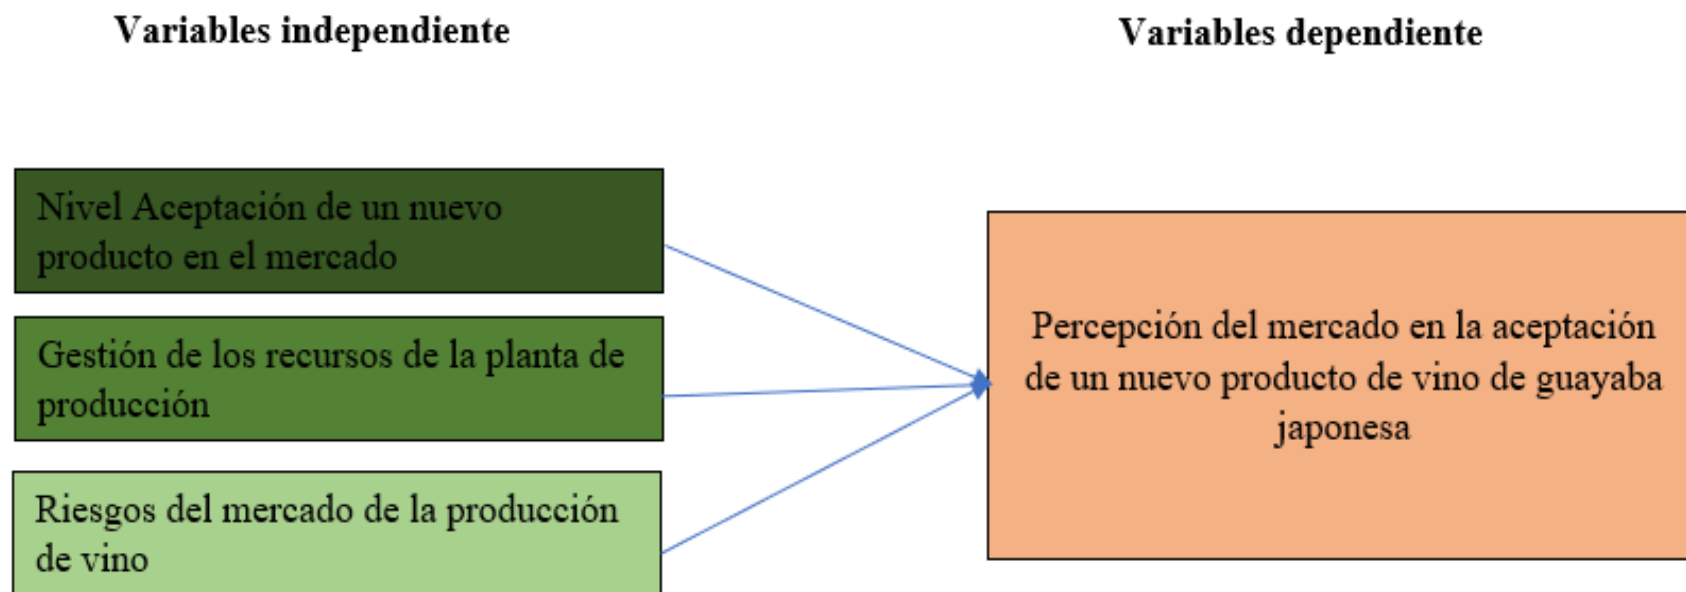 Variables independiente
Variables dependiente
Nivel Aceptación de un nuevo
producto en el mercado
Gestión de los recursos de la planta de
producción
Riesgos del mercado de la producción
de vino
Percepción del mercado en la aceptación
de un nuevo producto de vino de guayaba
japonesa